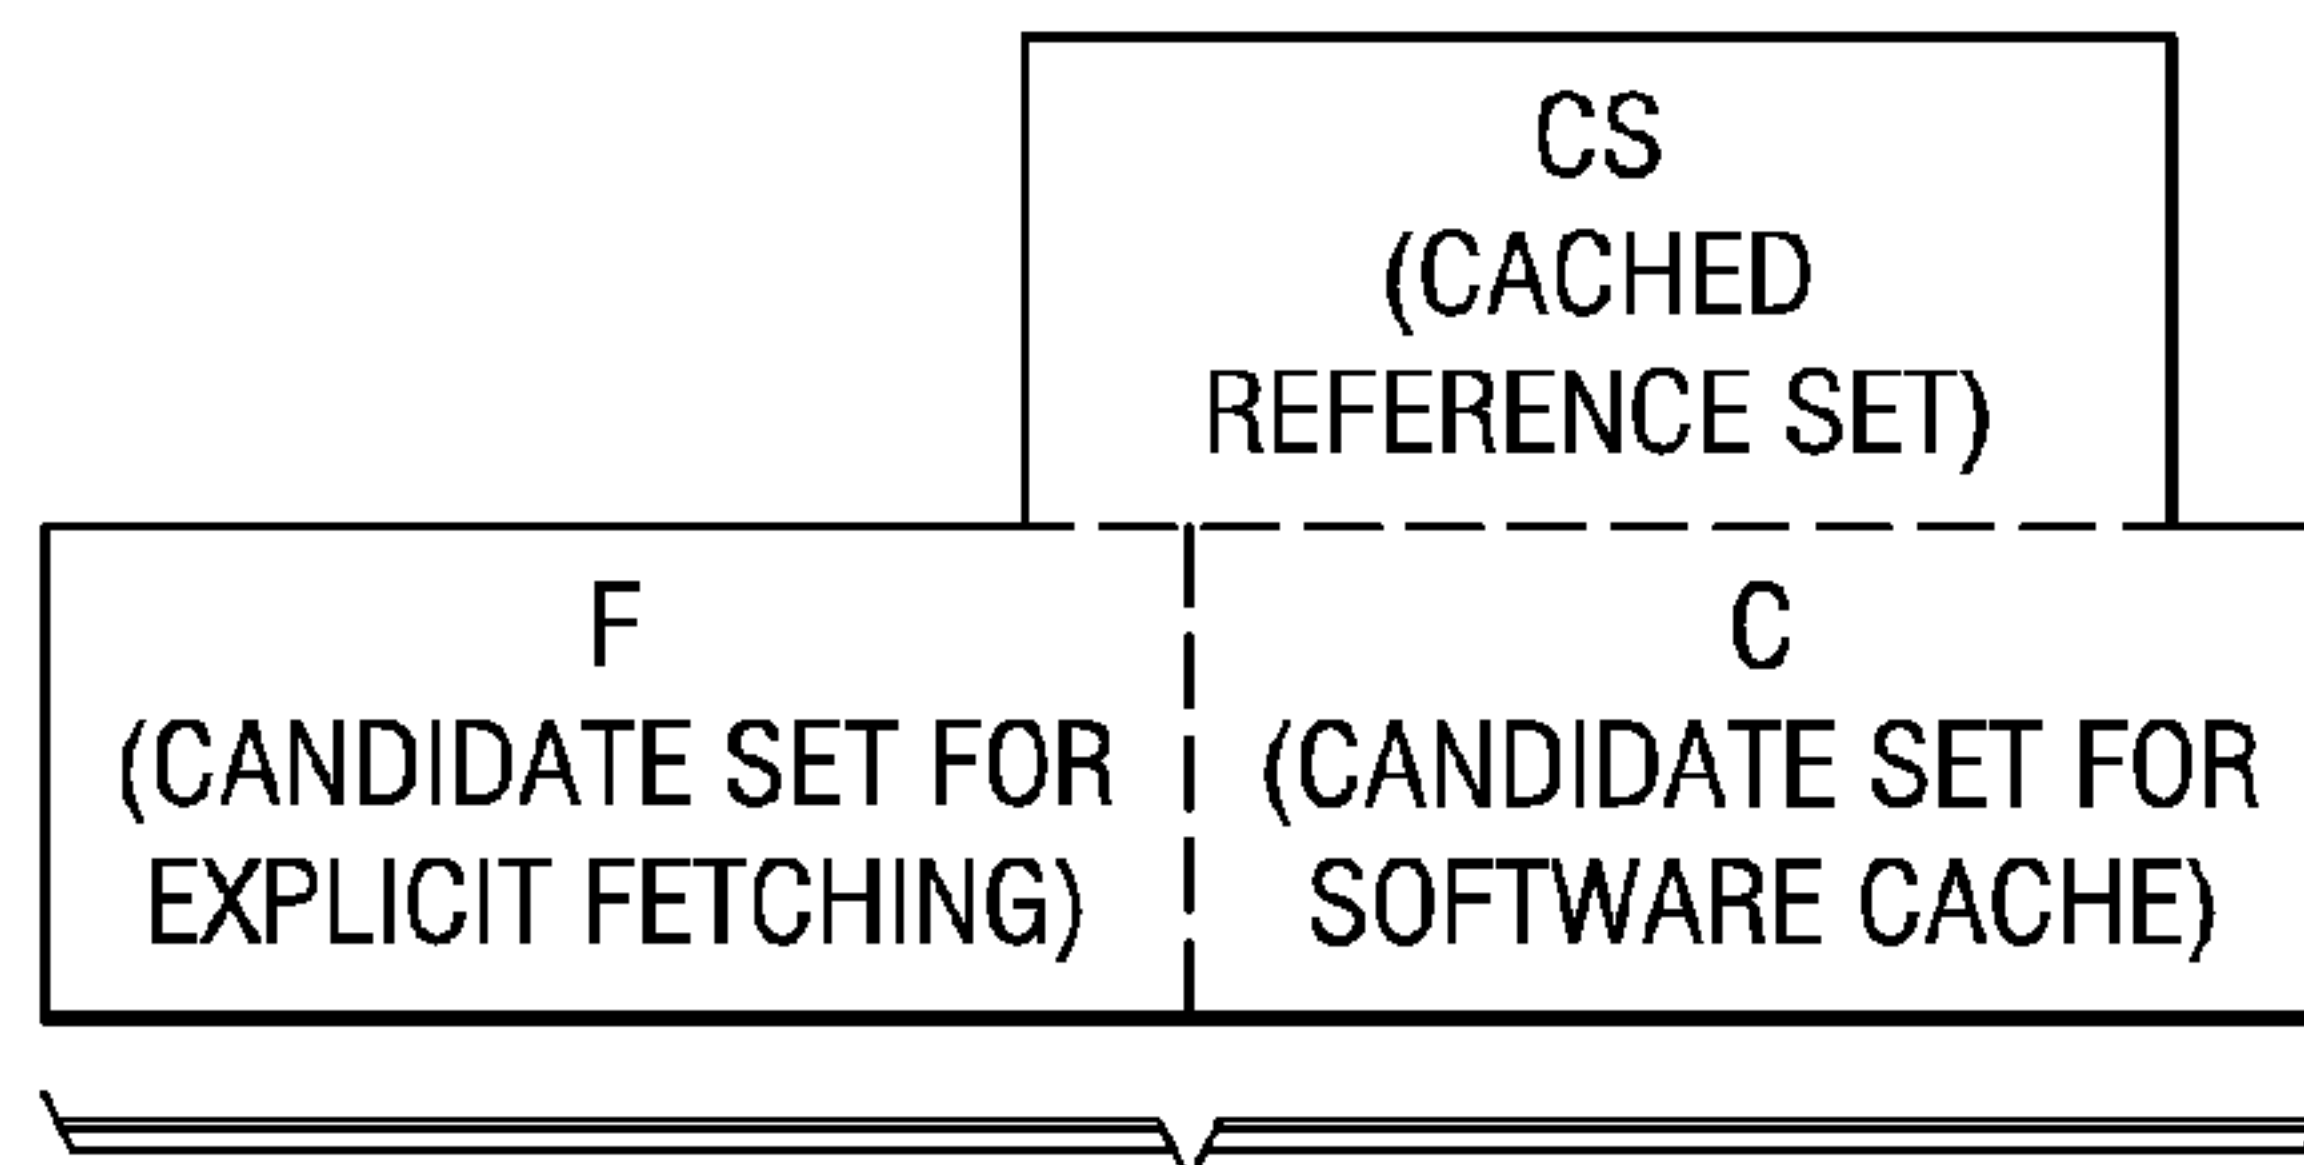 CS
(CACHED
REFERENCE SET)
F
(CANDIDATE SET FOR
EXPLICIT FETCHING)
C
(CANDIDATE SET FOR
SOFTWARE CACHE)